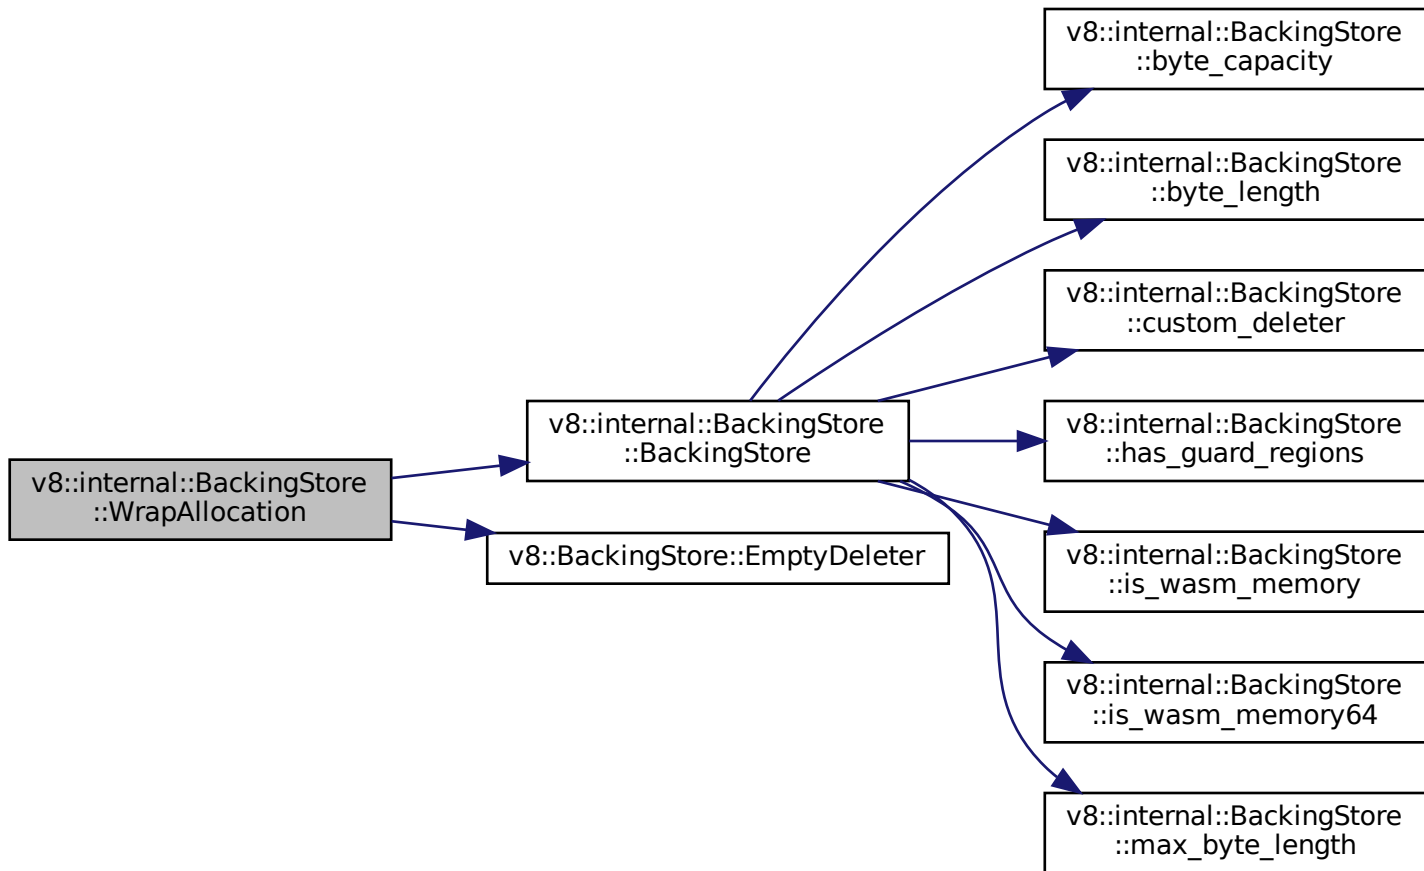 v8::internal::BackingStore
::WrapAllocation
v8::internal::BackingStore
::BackingStore
v8::BackingStore::EmptyDeleter
v8::internal::BackingStore
::byte_capacity
v8::internal::BackingStore
::byte_length
v8::internal::BackingStore
::custom_deleter
v8::internal::BackingStore
::has_guard_regions
v8::internal::BackingStore
::is_wasm_memory
v8::internal::BackingStore
::is_wasm_memory64
v8::internal::BackingStore
::max_byte_length